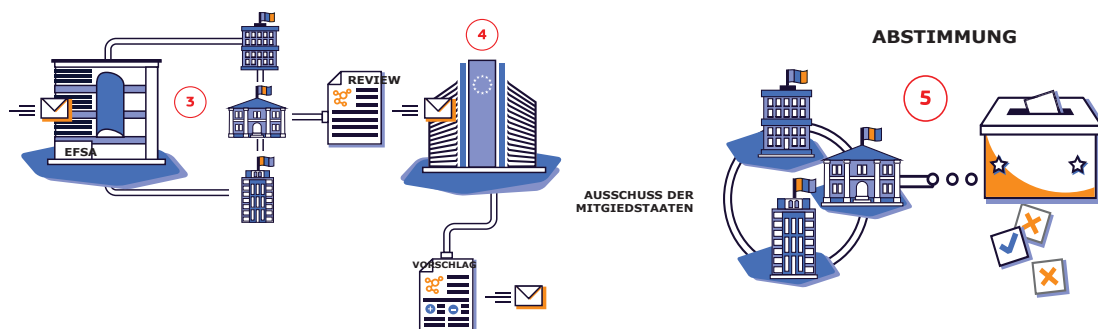 3
EFSA
REVIEW
4
VORSCHLAG
ABSTIMMUNG
5
AUSSCHUSS DER
MITGIEDSTAATEN